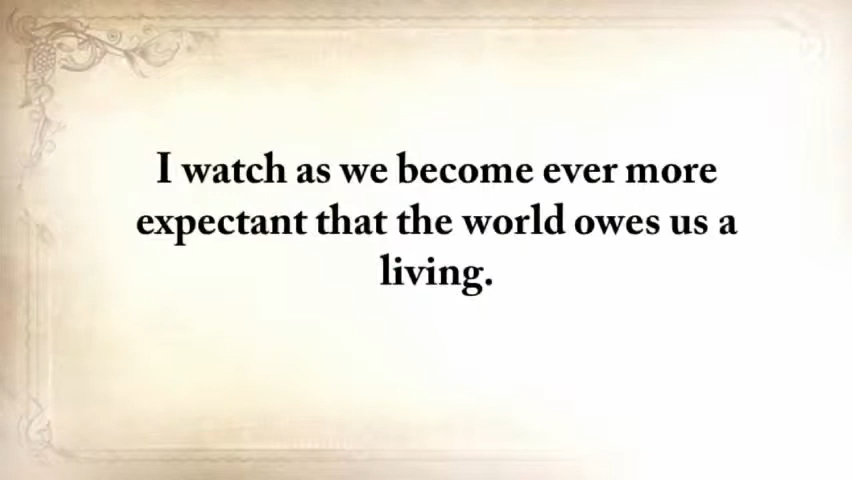 I watch as we become ever more
expectant that the world owes us a
living.